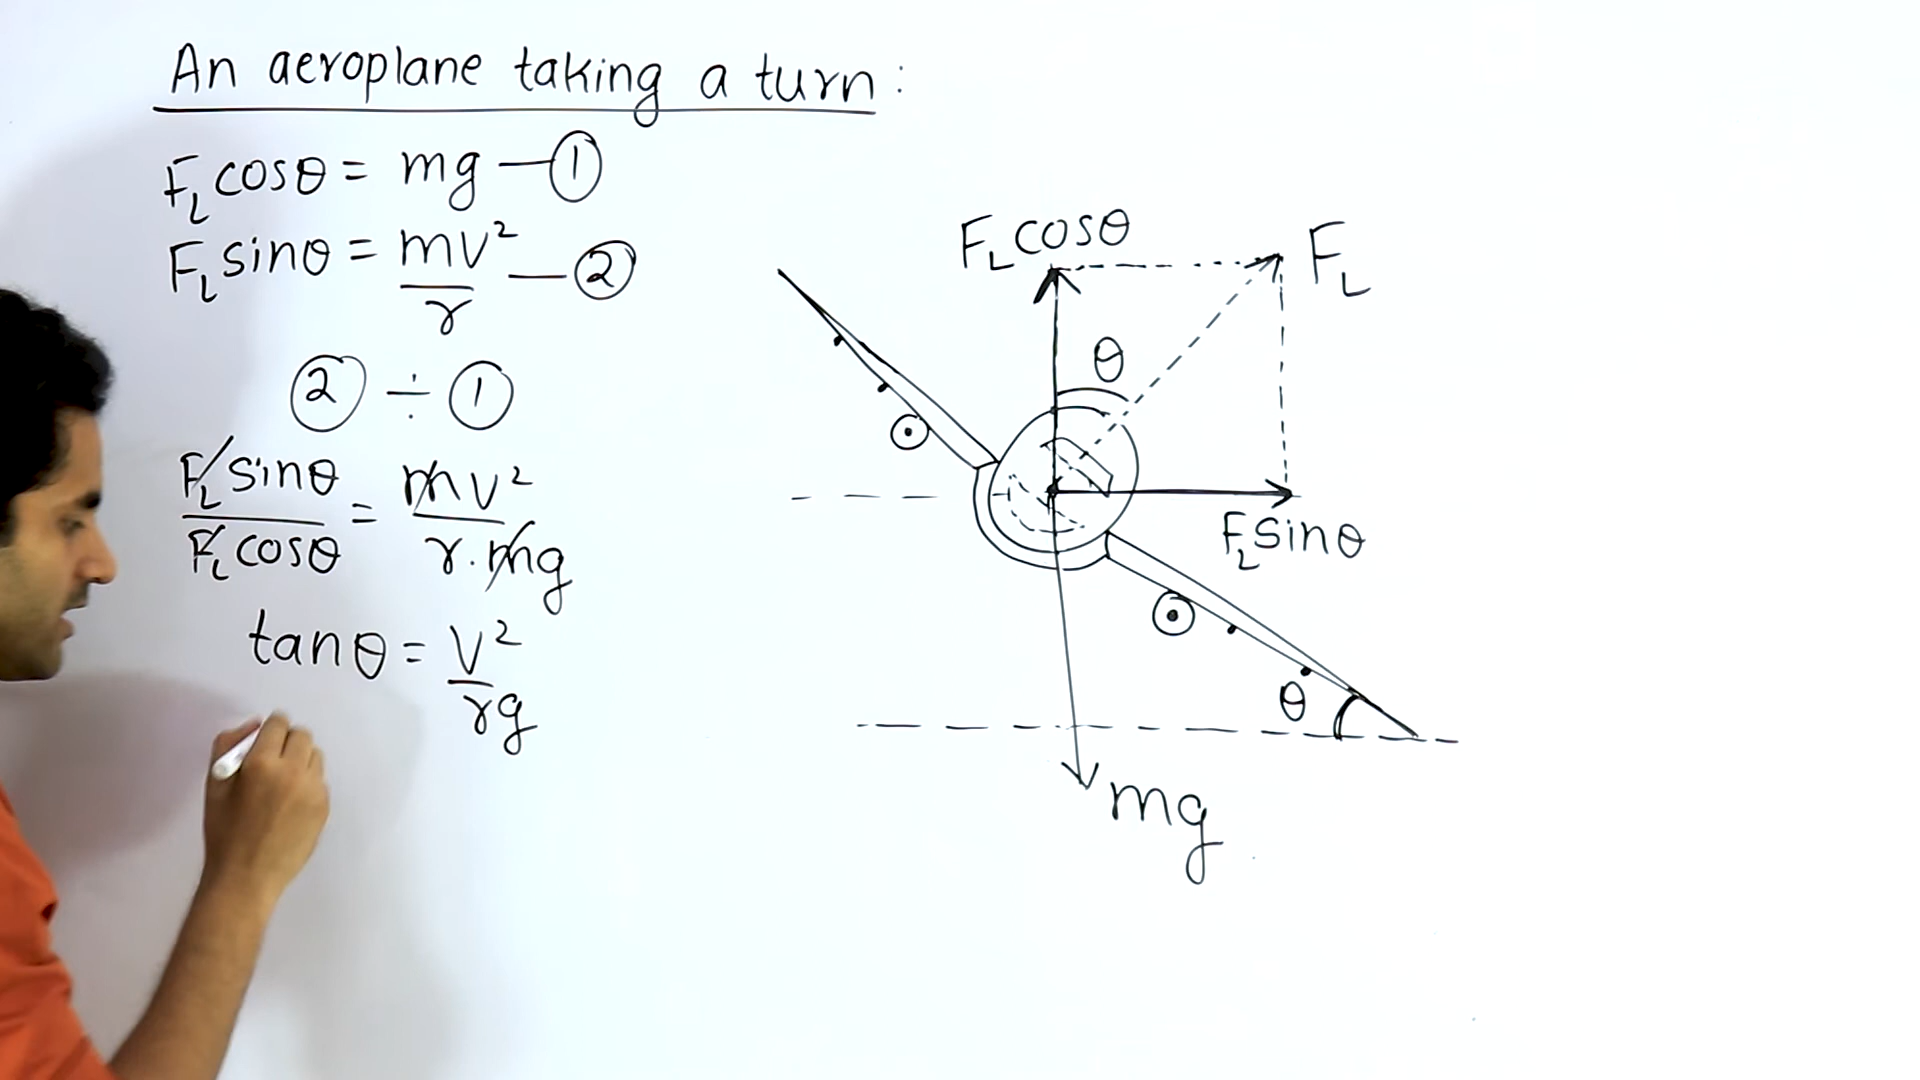 An aeroplane taking a turn:
F_L cosθ = mg — ①
F_L sinθ = mv²/r — ②
② ÷ ①
F_L sinθ / F_L cosθ = mv² / r.mg
tanθ = v²/rg
F_L cosθ
F_L
θ
F_L sinθ
θ
mg